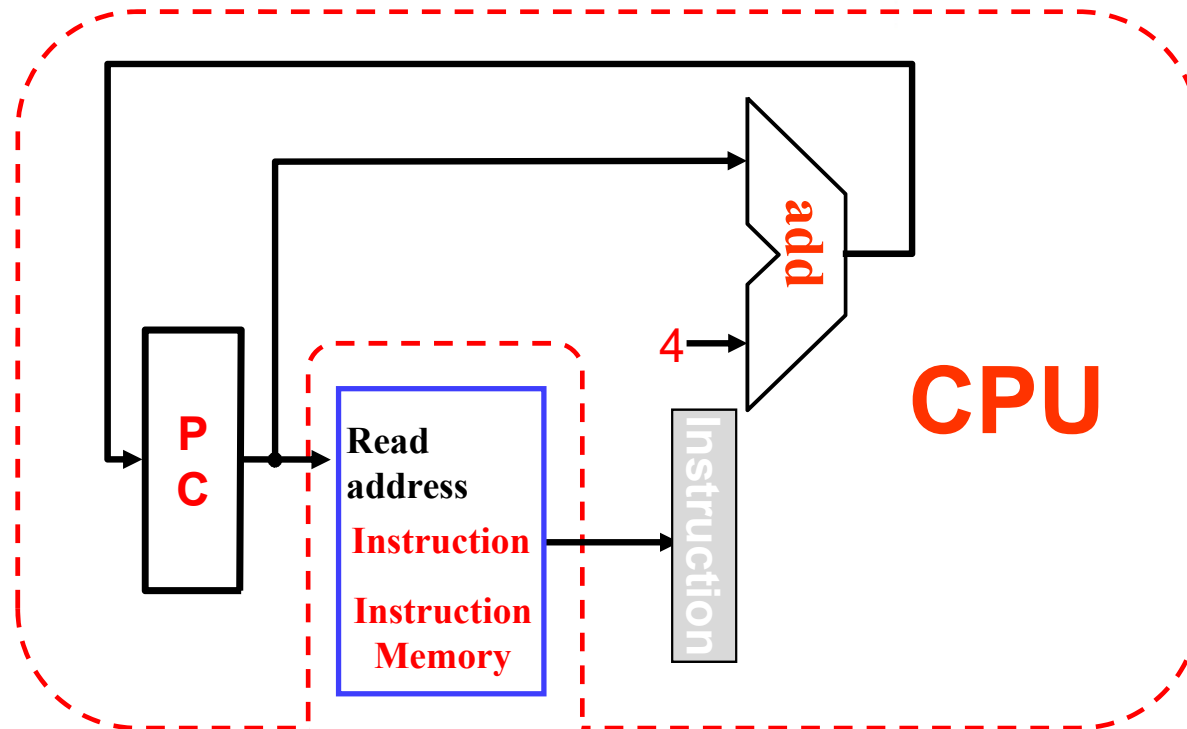 add
4
CPU
P
C
Read
address
Instruction
Instruction
Memory
Instruction